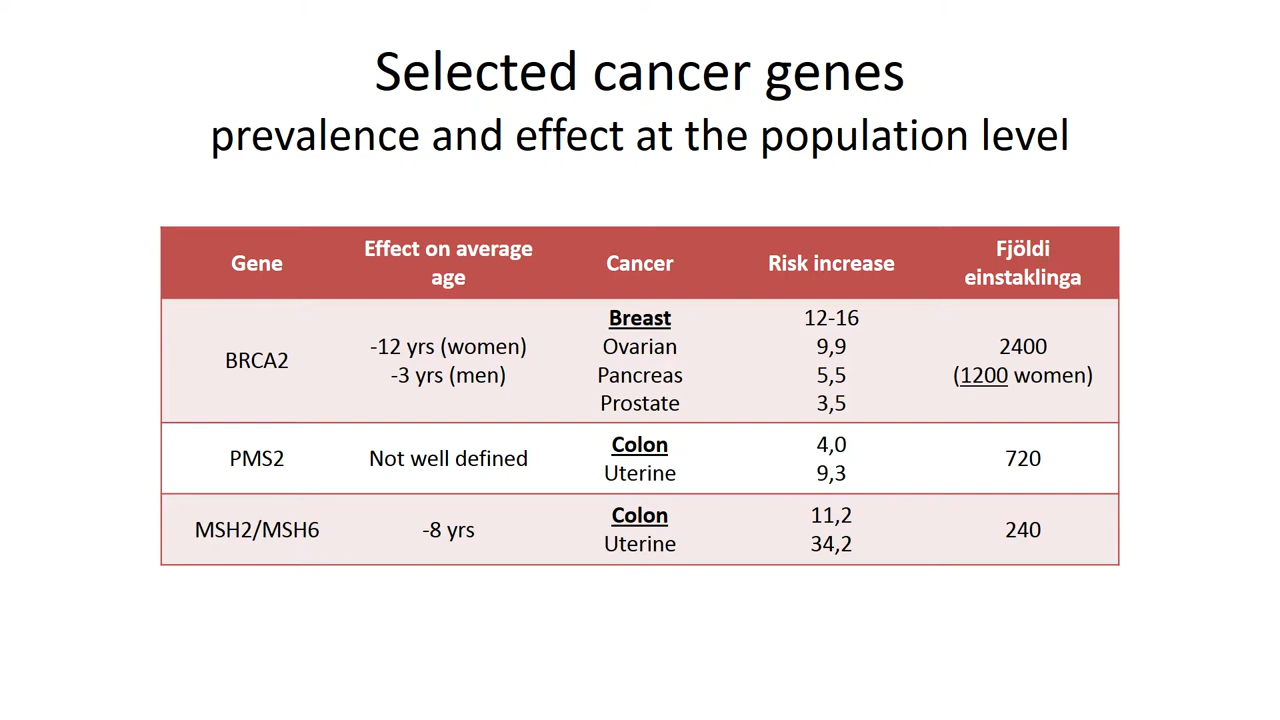 Selected cancer genes
prevalence and effect at the population level
Gene
Effect on average
age
Cancer
Risk increase
Fjöldi
einstaklinga
BRCA2
-12 yrs (women)
-3 yrs (men)
Breast
Ovarian
Pancreas
Prostate
12-16
9,9
5,5
3,5
2400
(1200 women)
PMS2
Not well defined
Colon
Uterine
4,0
9,3
720
MSH2/MSH6
-8 yrs
Colon
Uterine
11,2
34,2
240